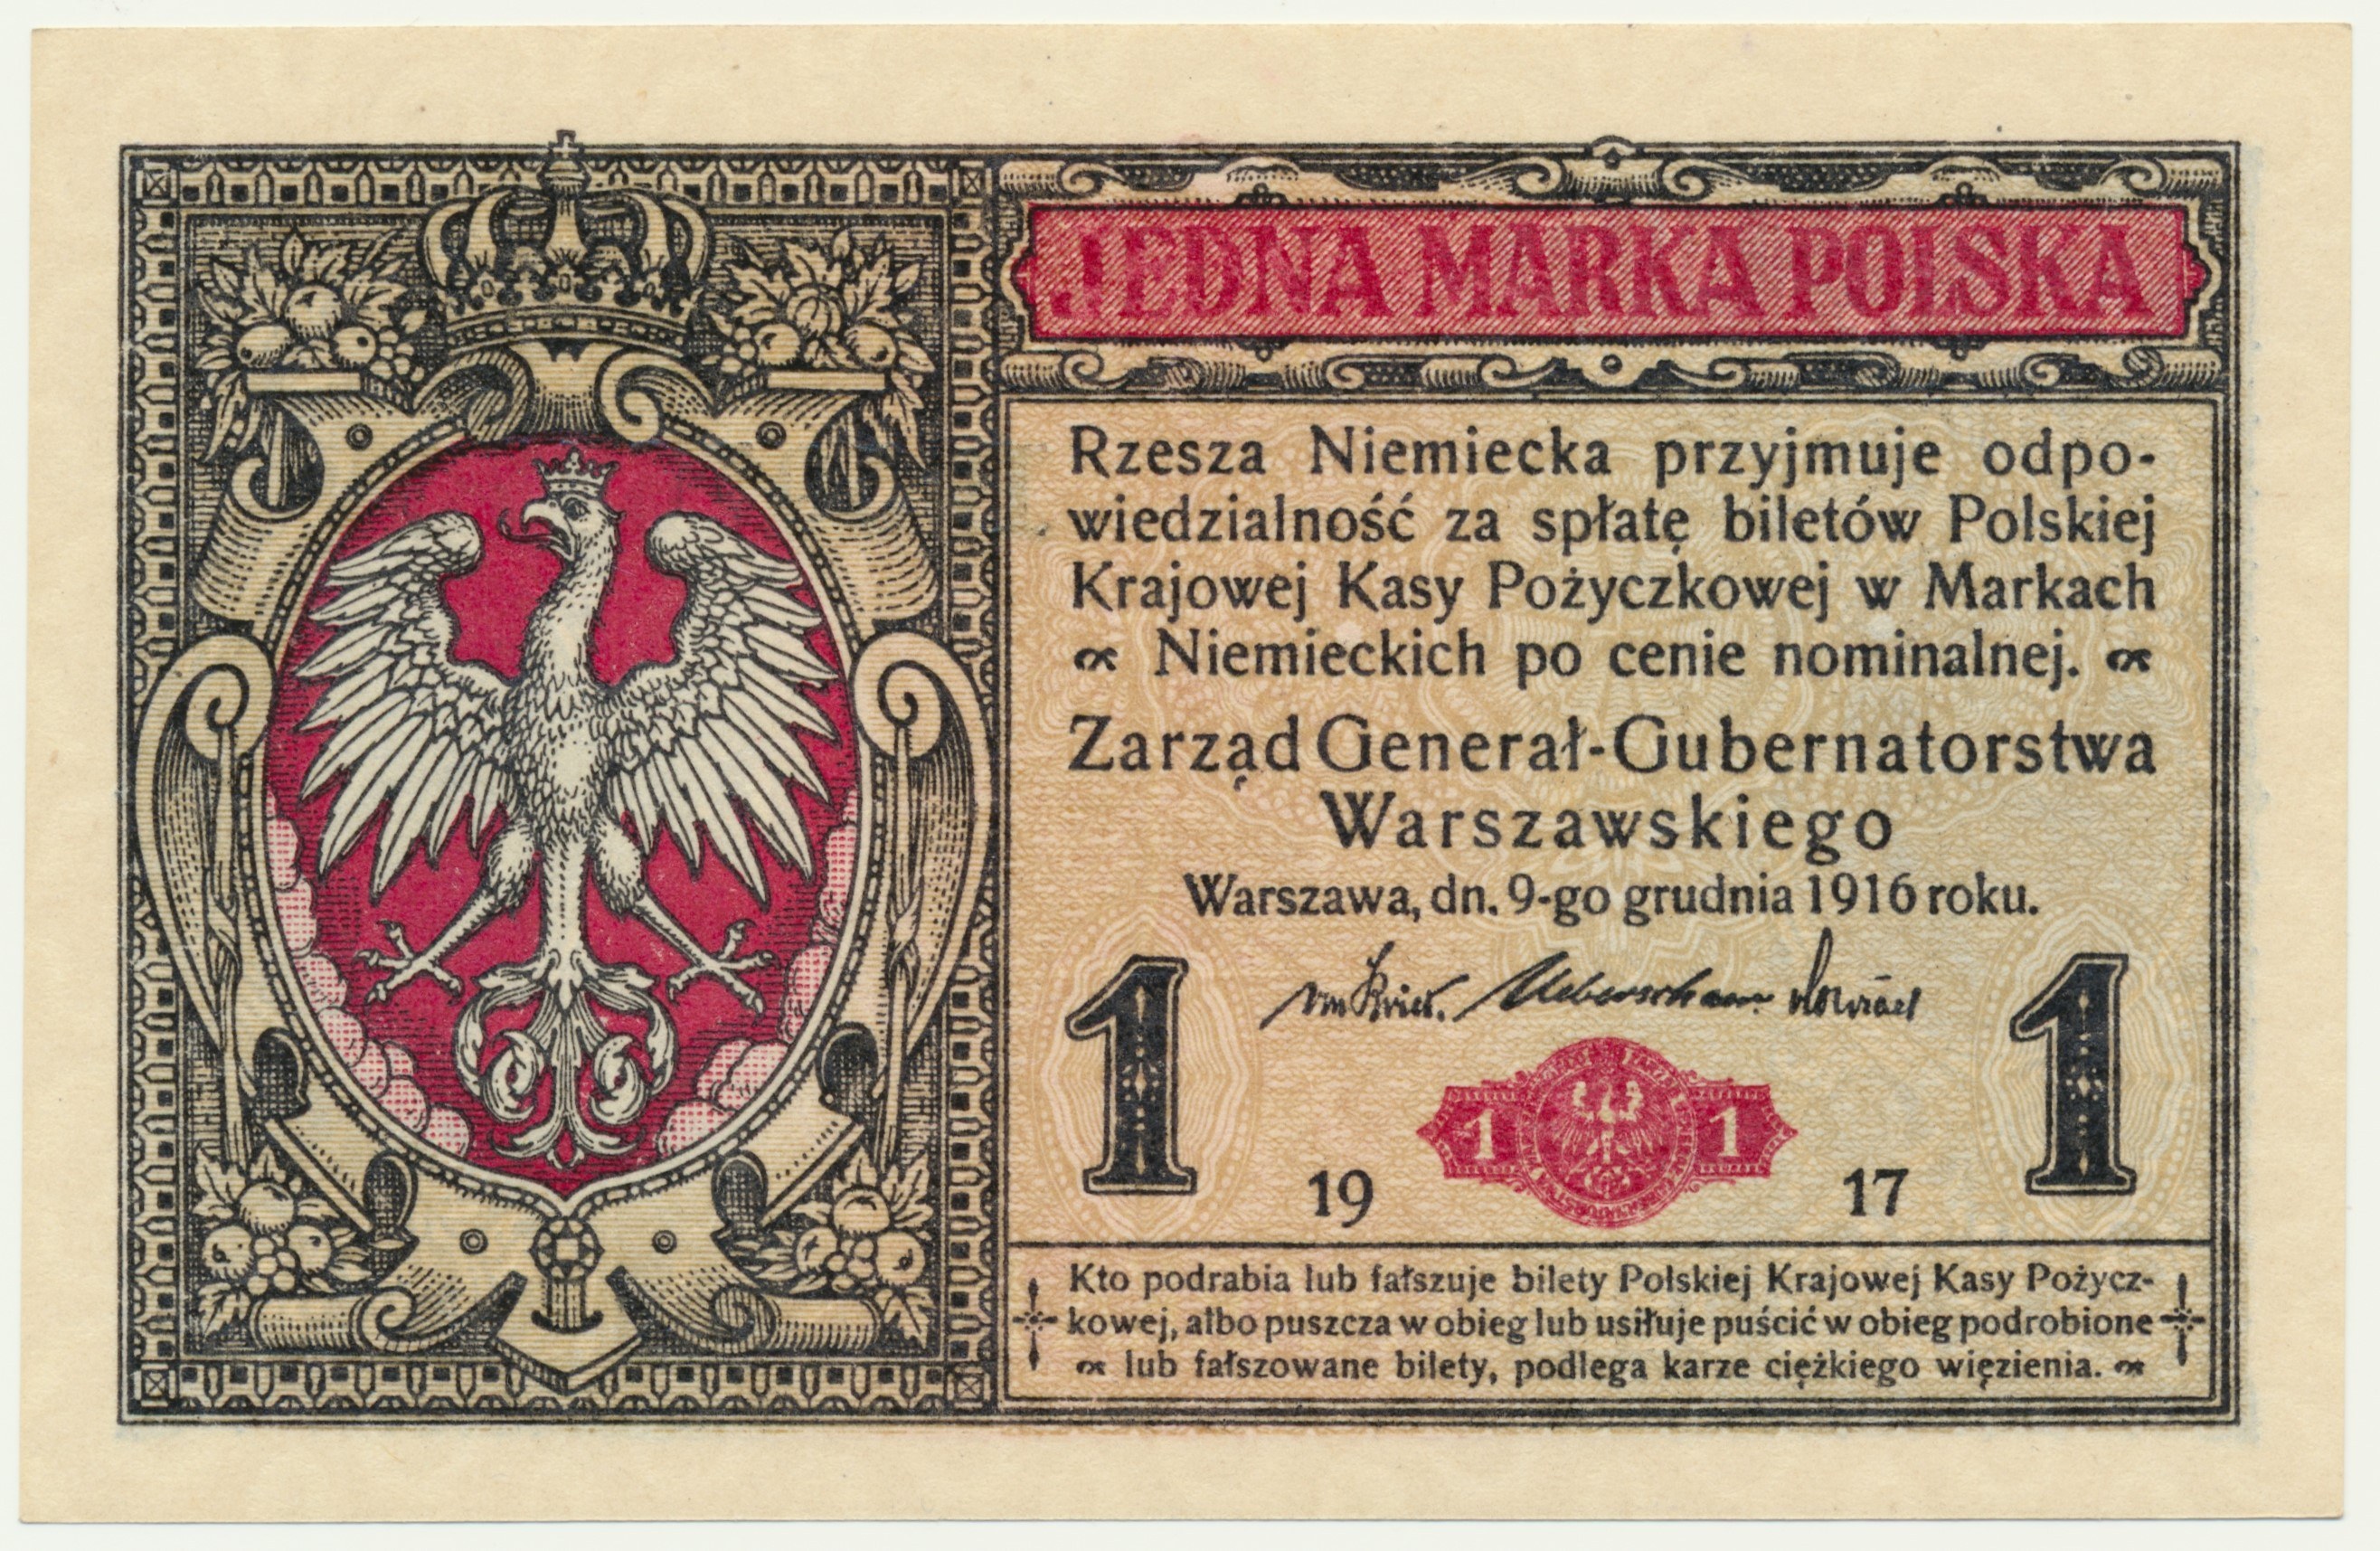 JEDNA MARKA POLSKA
Rzesza Niemiecka przyjmuje odpo-
wiedzialność za spłatę biletów Polskiej
Krajowej Kasy Pożyczkowej w Markach
Niemieckich po cenie nominalnej.
Zarząd Generał-Gubernatorstwa
Warszawskiego
Warszawa, dn. 9-go grudnia 1916 roku.
1 1
1 1
19 17
Kto podrabia lub fałszuje bilety Polskiej Krajowej Kasy Pożycz-
kowej, albo puszcza w obieg lub usiłuje puścić w obieg podrobione
lub fałszowane bilety, podlega karze ciężkiego więzienia.